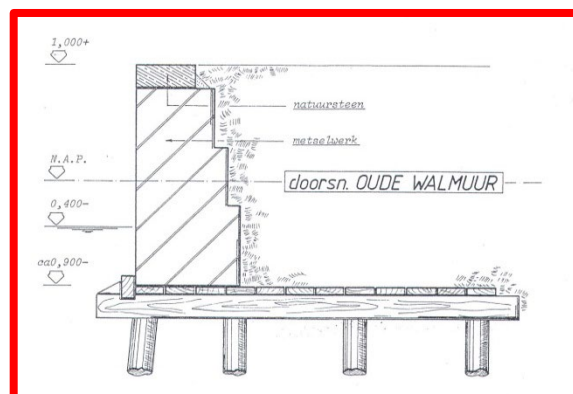 1,000+
natuursteen
metselwerk
N.A.P.
doorsn. OUDE WALMUUR
0,400-
ca0,900-